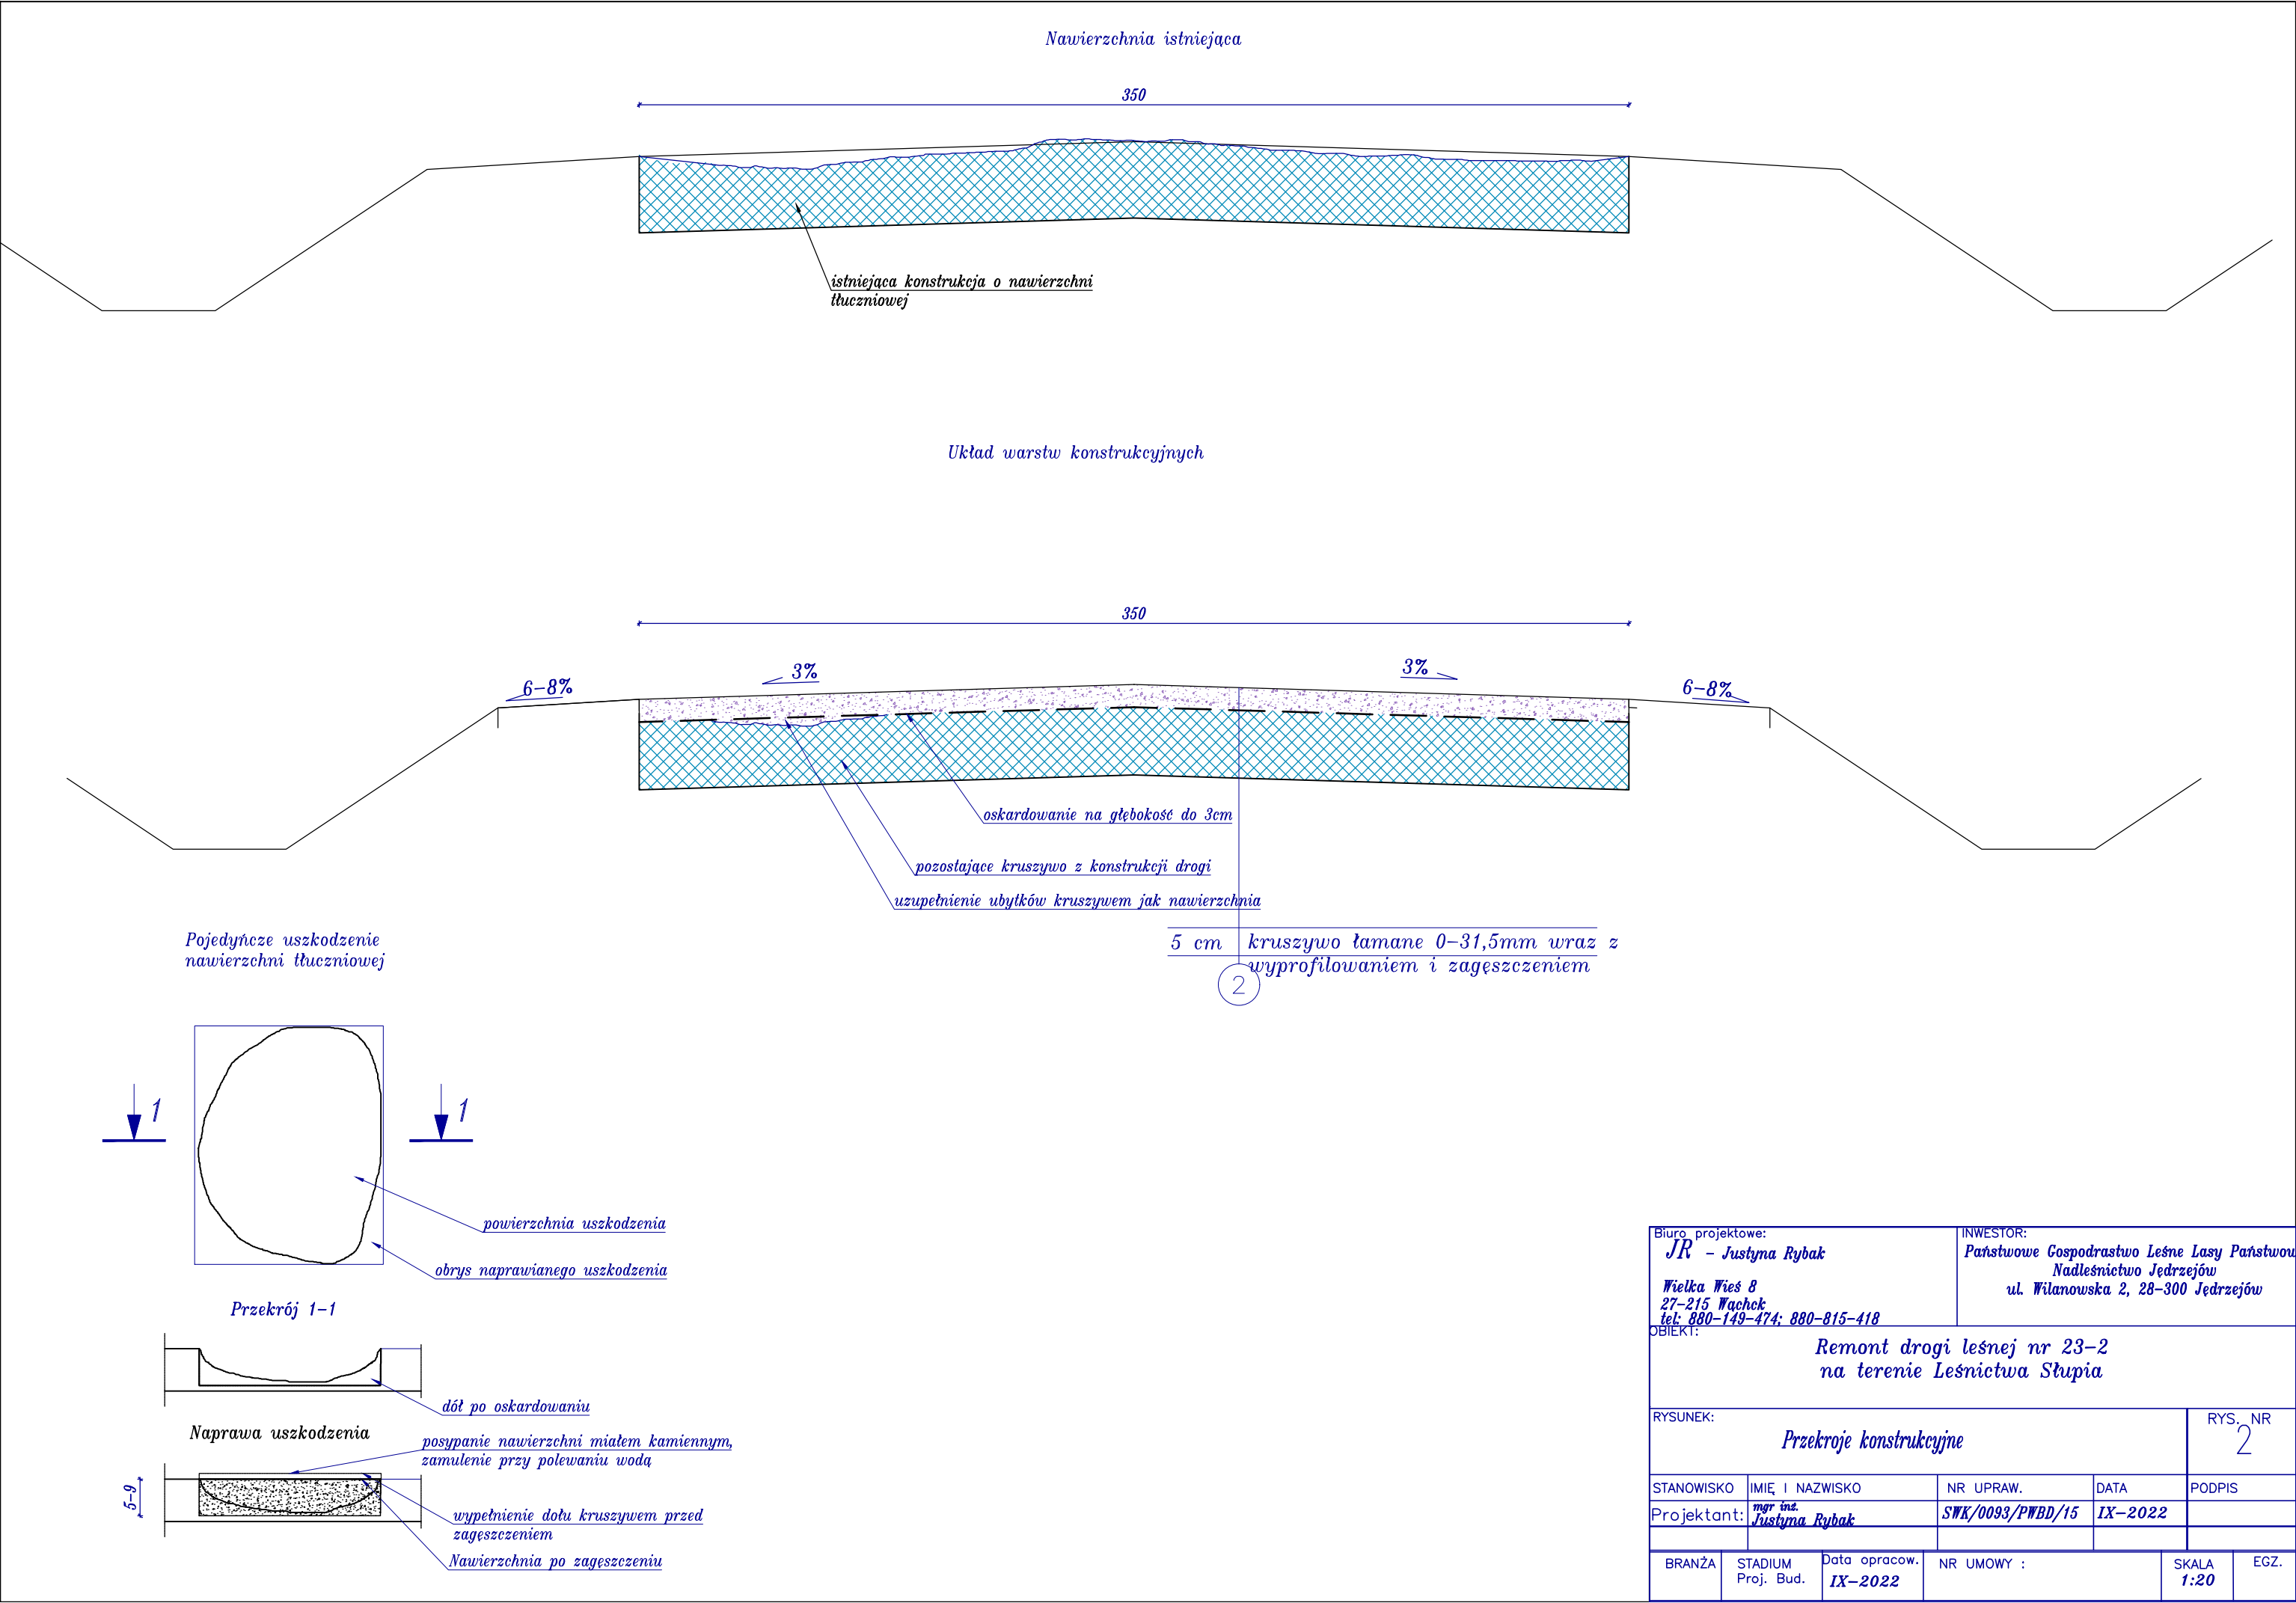 Nawierzchnia istniejąca
350
istniejąca konstrukcja o nawierzchni
tłuczniowej
Układ warstw konstrukcyjnych
350
6-8%
3%
3%
6-8%
oskardowanie na głębokość do 3cm
pozostające kruszywo z konstrukcji drogi
uzupełnienie ubytków kruszywem jak nawierzchnia
5 cm kruszywo łamane 0-31,5mm wraz z
wyprofilowaniem i zagęszczeniem
2
Pojedyńcze uszkodzenie
nawierzchni tłuczniowej
1
1
powierzchnia uszkodzenia
obrys naprawianego uszkodzenia
Przekrój 1-1
dół po oskardowaniu
Naprawa uszkodzenia
posypanie nawierzchni miałem kamiennym,
zamulenie przy polewaniu wodą
5-9
wypełnienie dołu kruszywem przed
zagęszczeniem
Nawierzchnia po zagęszczeniu
Biuro projektowe:
JR - Justyna Rybak
Wielka Wieś 8
27-215 Wąchck
tel: 880-149-474; 880-815-418
INWESTOR:
Państwowe Gospodrastwo Leśne Lasy Państwow
Nadleśnictwo Jędrzejów
ul. Wilanowska 2, 28-300 Jędrzejów
OBIEKT:
Remont drogi leśnej nr 23-2
na terenie Leśnictwa Słupia
RYSUNEK:
Przekroje konstrukcyjne
RYS. NR
2
STANOWISKO IMIĘ I NAZWISKO NR UPRAW. DATA PODPIS
Projektant: mgr inż. Justyna Rybak SWK/0093/PWBD/15 IX-2022
BRANŻA
STADIUM
Proj. Bud.
Data opracow.
IX-2022
NR UMOWY :
SKALA
1:20
EGZ.